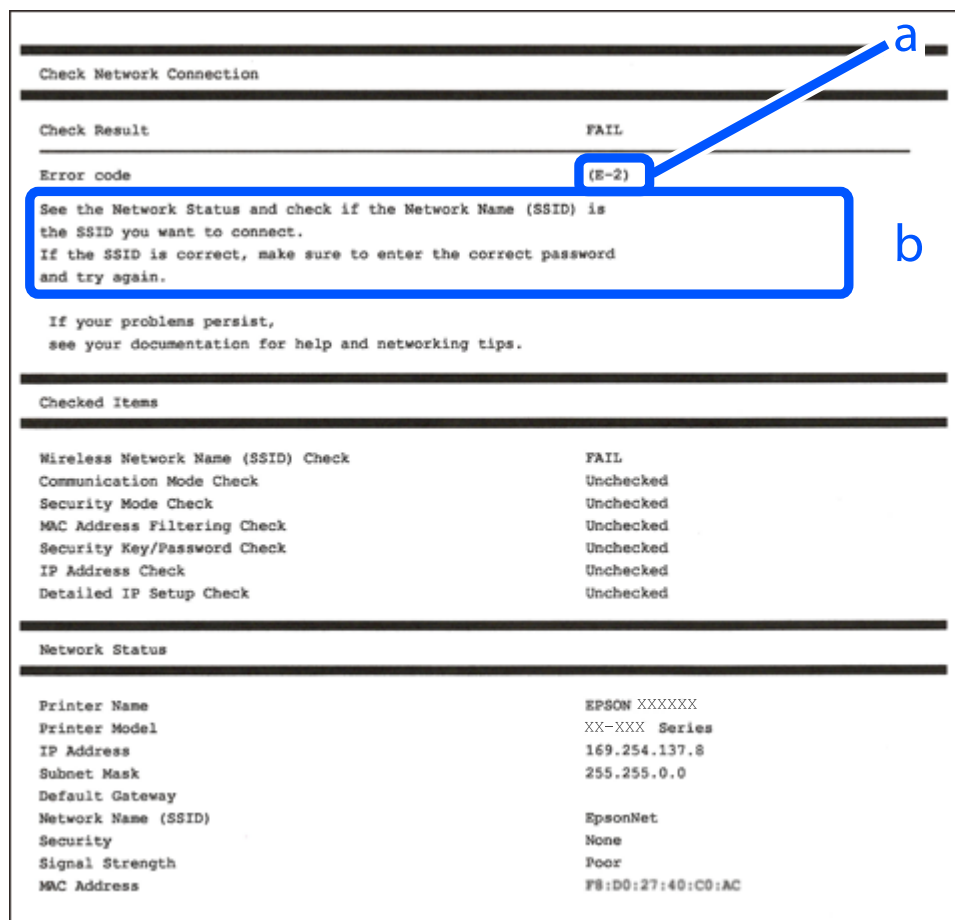 a
Check Network Connection
Check Result FAIL
Error code (E-2)
See the Network Status and check if the Network Name (SSID) is
the SSID you want to connect.
If the SSID is correct, make sure to enter the correct password
and try again.
b
If your problems persist,
see your documentation for help and networking tips.
Checked Items
Wireless Network Name (SSID) Check FAIL
Communication Mode Check Unchecked
Security Mode Check Unchecked
MAC Address Filtering Check Unchecked
Security Key/Password Check Unchecked
IP Address Check Unchecked
Detailed IP Setup Check Unchecked
Network Status
Printer Name EPSON XXXXXX
Printer Model XX-XXX Series
IP Address 169.254.137.8
Subnet Mask 255.255.0.0
Default Gateway
Network Name (SSID) EpsonNet
Security None
Signal Strength Poor
MAC Address F8:D0:27:40:C0:AC